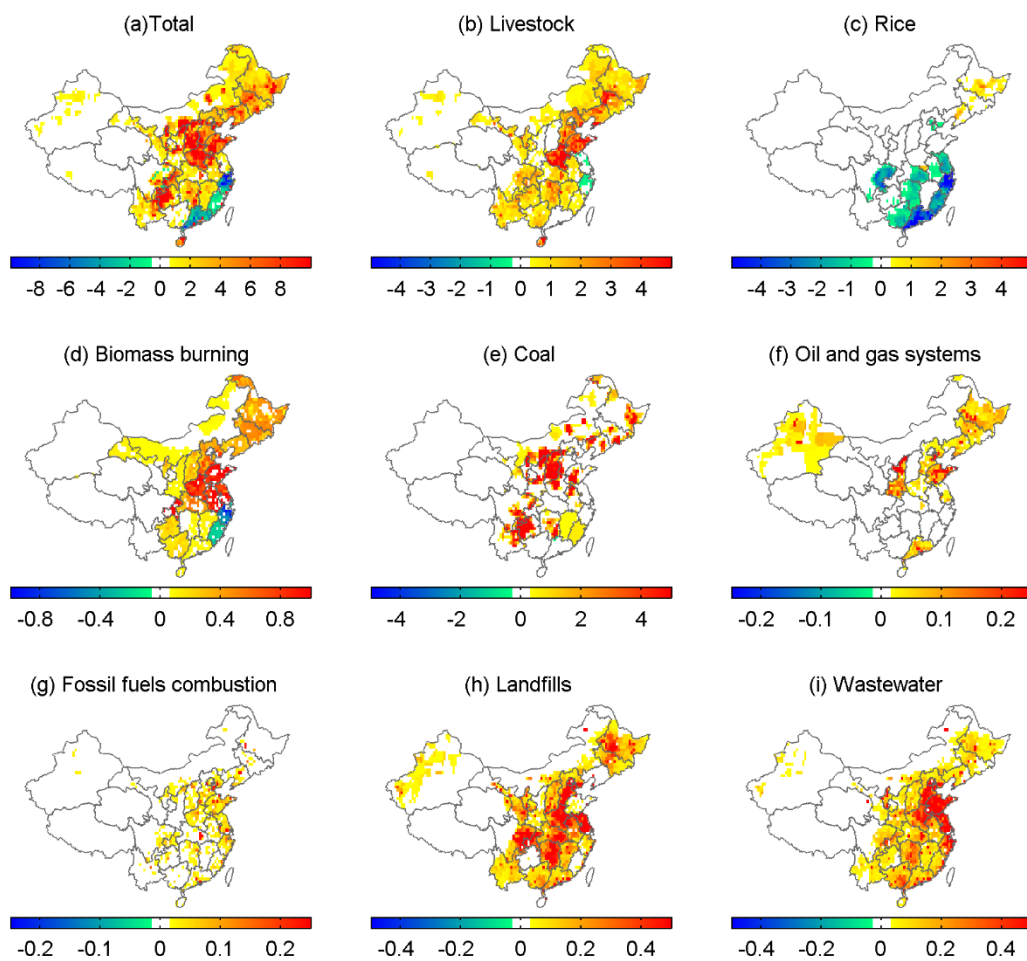 (a)Total
(b) Livestock
(c) Rice
-8 -6 -4 -2 0 2 4 6 8
-4 -3 -2 -1 0 1 2 3 4
-4 -3 -2 -1 0 1 2 3 4
(d) Biomass burning
(e) Coal
(f) Oil and gas systems
-0.8 -0.4 0 0.4 0.8
-4 -2 0 2 4
-0.2 -0.1 0 0.1 0.2
(g) Fossil fuels combustion
(h) Landfills
(i) Wastewater
-0.2 -0.1 0 0.1 0.2
-0.4 -0.2 0 0.2 0.4
-0.4 -0.2 0 0.2 0.4